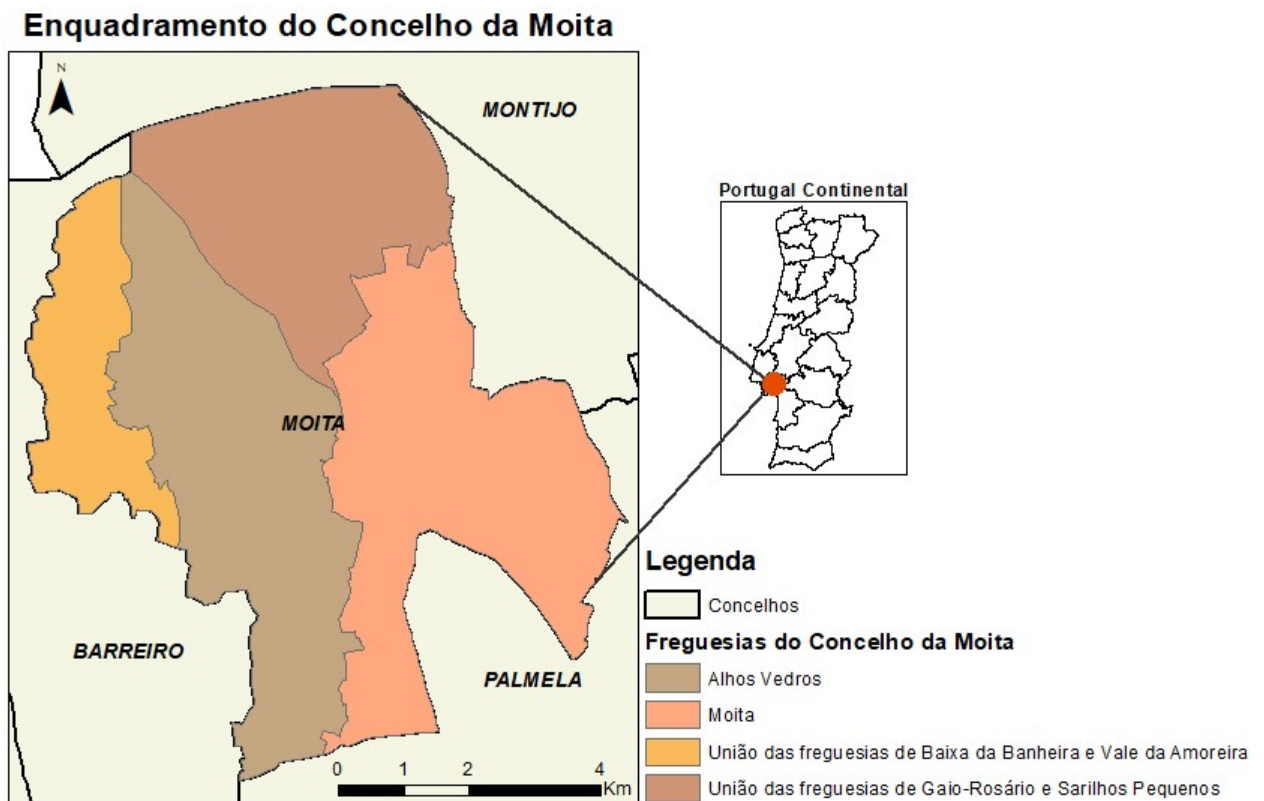 Enquadramento do Concelho da Moita
N
MONTIJO
Portugal Continental
MOITA
BARREIRO
PALMELA
0 1 2 4
Km
Legenda
Concelhos
Freguesias do Concelho da Moita
Alhos Vedros
Moita
União das freguesias de Baixa da Banheira e Vale da Amoreira
União das freguesias de Gaio-Rosário e Sarilhos Pequenos